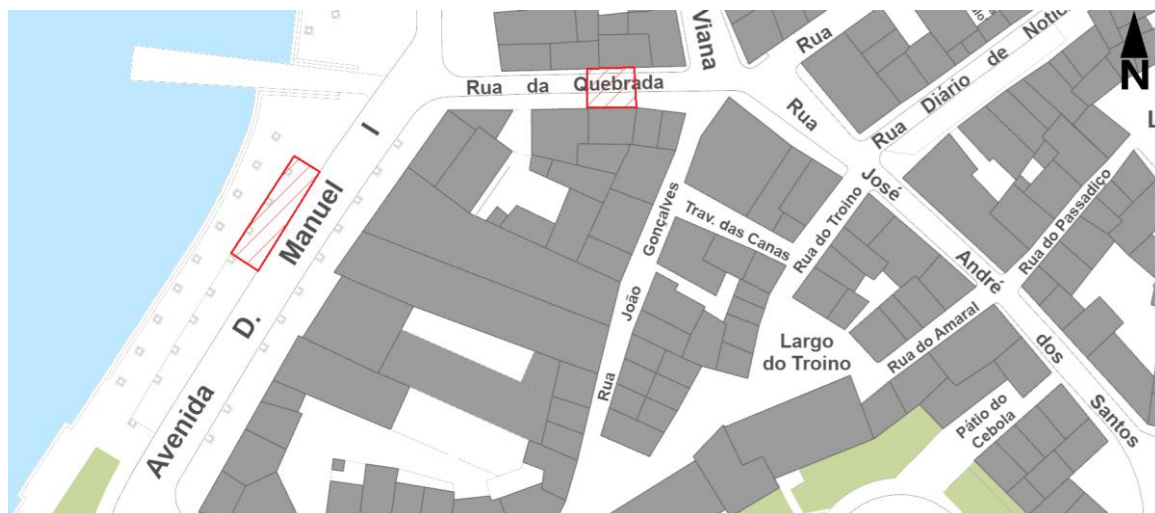 Viana
Rua
Rua Diário de Notíc
N
L
Rua da Quebrada
Rua José André dos Santos
Avenida D. Manuel I
Rua João Gonçalves
Trav. das Canas
Rua do Troino
Rua do Passadiço
Rua do Amaral
Largo
do Troino
Pátio do
Cebola